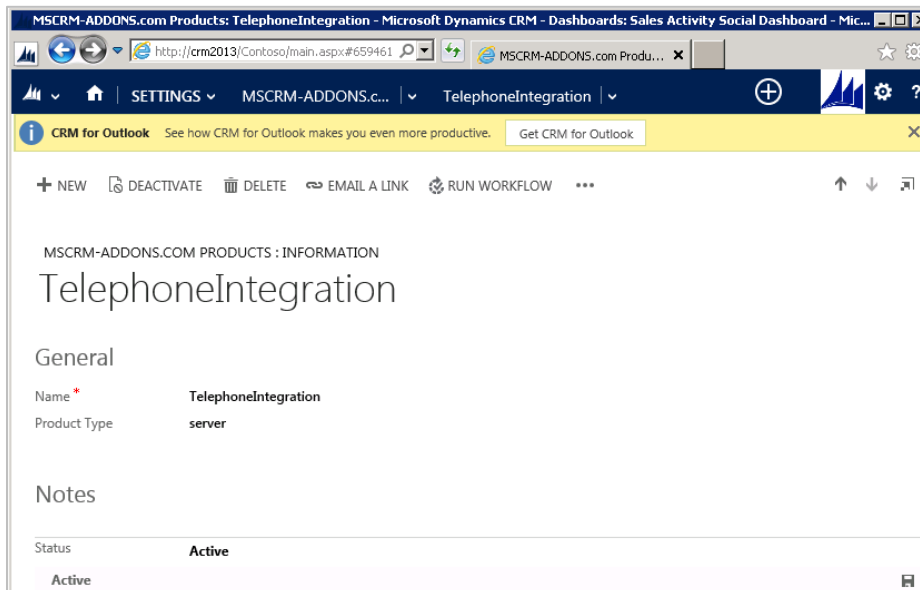 MSCRM-ADDONS.com Products: TelephoneIntegration - Microsoft Dynamics CRM - Dashboards: Sales Activity Social Dashboard - Mic...
http://crm2013/Contoso/main.aspx#659461
MSCRM-ADDONS.com Produ...
SETTINGS MSCRM-ADDONS.c... TelephoneIntegration ?
CRM for Outlook See how CRM for Outlook makes you even more productive. Get CRM for Outlook
NEW DEACTIVATE DELETE EMAIL A LINK RUN WORKFLOW ...
MSCRM-ADDONS.COM PRODUCTS : INFORMATION
TelephoneIntegration
General
Name * TelephoneIntegration
Product Type server
Notes
Status Active
Active